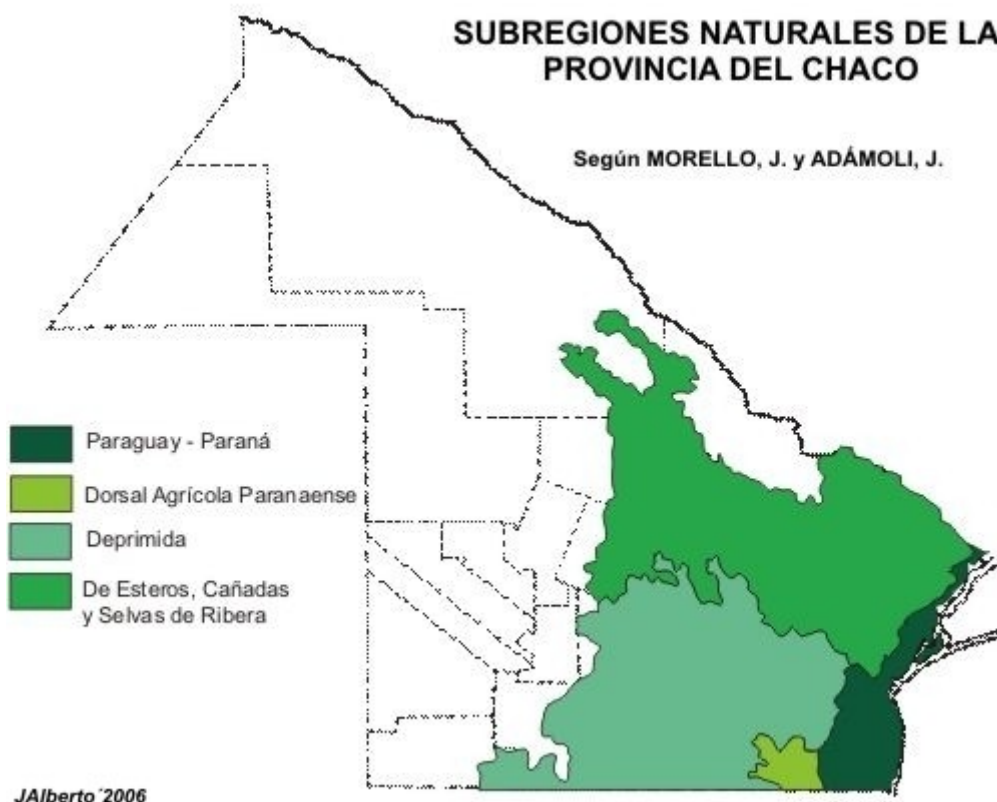 SUBREGIONES NATURALES DE LA
PROVINCIA DEL CHACO
Según MORELLO, J. y ADÁMOLI, J.
Paraguay - Paraná
Dorsal Agrícola Paranaense
Deprimida
De Esteros, Cañadas
y Selvas de Ribera
JAlberto´2006